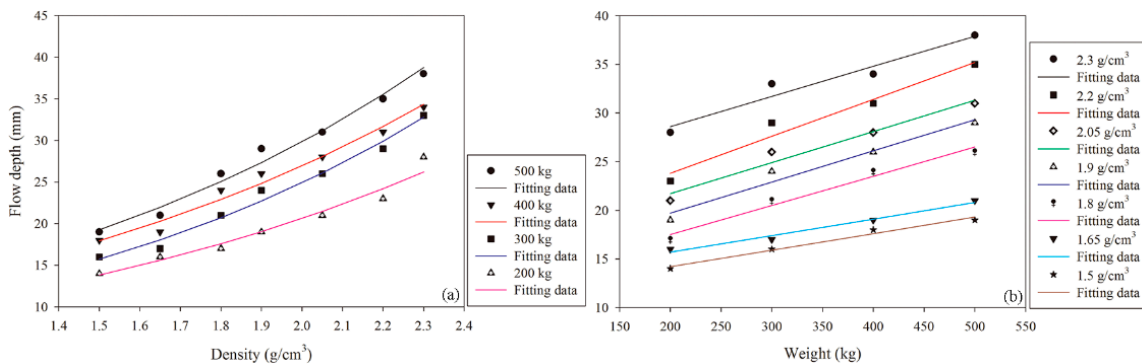 45
40
35
30
25
20
15
10
Flow depth (mm)
1.4 1.5 1.6 1.7 1.8 1.9 2.0 2.1 2.2 2.3 2.4
Density (g/cm³)
(a)
500 kg
Fitting data
400 kg
Fitting data
300 kg
Fitting data
200 kg
Fitting data
40
35
30
25
20
15
10
150 200 250 300 350 400 450 500 550
Weight (kg)
(b)
2.3 g/cm³
Fitting data
2.2 g/cm³
Fitting data
2.05 g/cm³
Fitting data
1.9 g/cm³
Fitting data
1.8 g/cm³
Fitting data
1.65 g/cm³
Fitting data
1.5 g/cm³
Fitting data